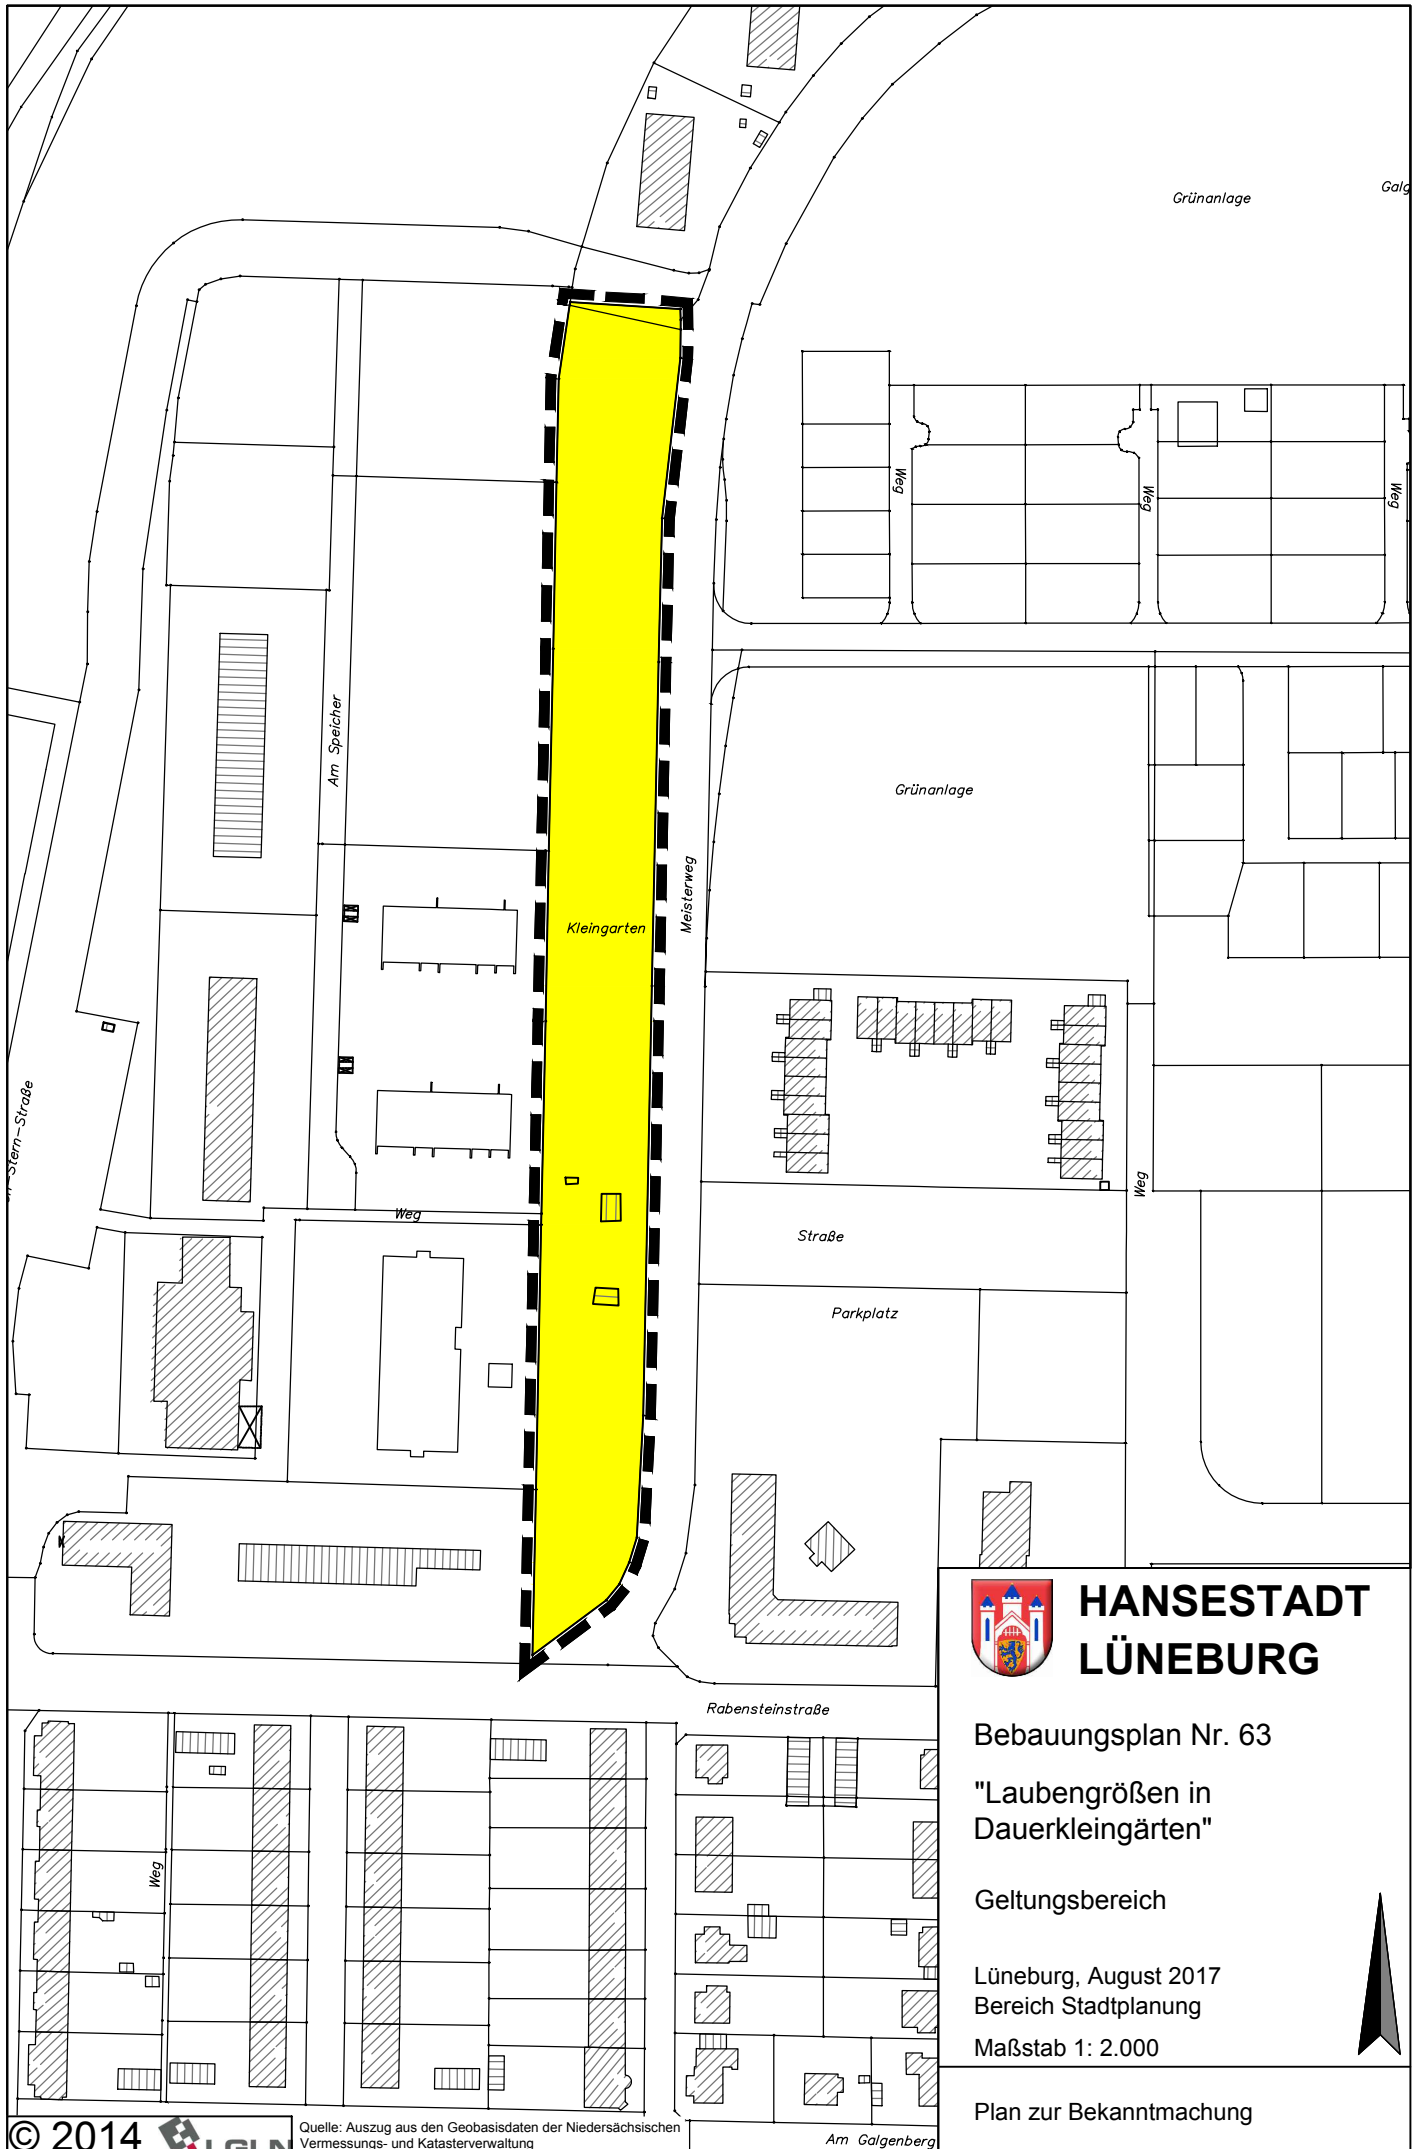 Grünanlage
Galg
Weg
Weg
Weg
Am Speicher
Grünanlage
Meisterweg
Kleingarten
-Stern-Straße
Weg
Weg
Straße
Parkplatz
Rabensteinstraße
Weg
Am Galgenberg
HANSESTADT
LÜNEBURG
Bebauungsplan Nr. 63
"Laubengrößen in
Dauerkleingärten"
Geltungsbereich
Lüneburg, August 2017
Bereich Stadtplanung
Maßstab 1: 2.000
Plan zur Bekanntmachung
© 2014
LGLN
Quelle: Auszug aus den Geobasisdaten der Niedersächsischen
Vermessungs- und Katasterverwaltung